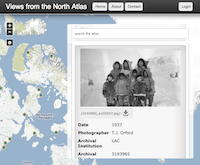 Views from the North Atlas
Home
About
Contact
Login
search the atlas
Date 1937
Photographer T.J. Orford
Archival Institution LAC
Archival 3193965